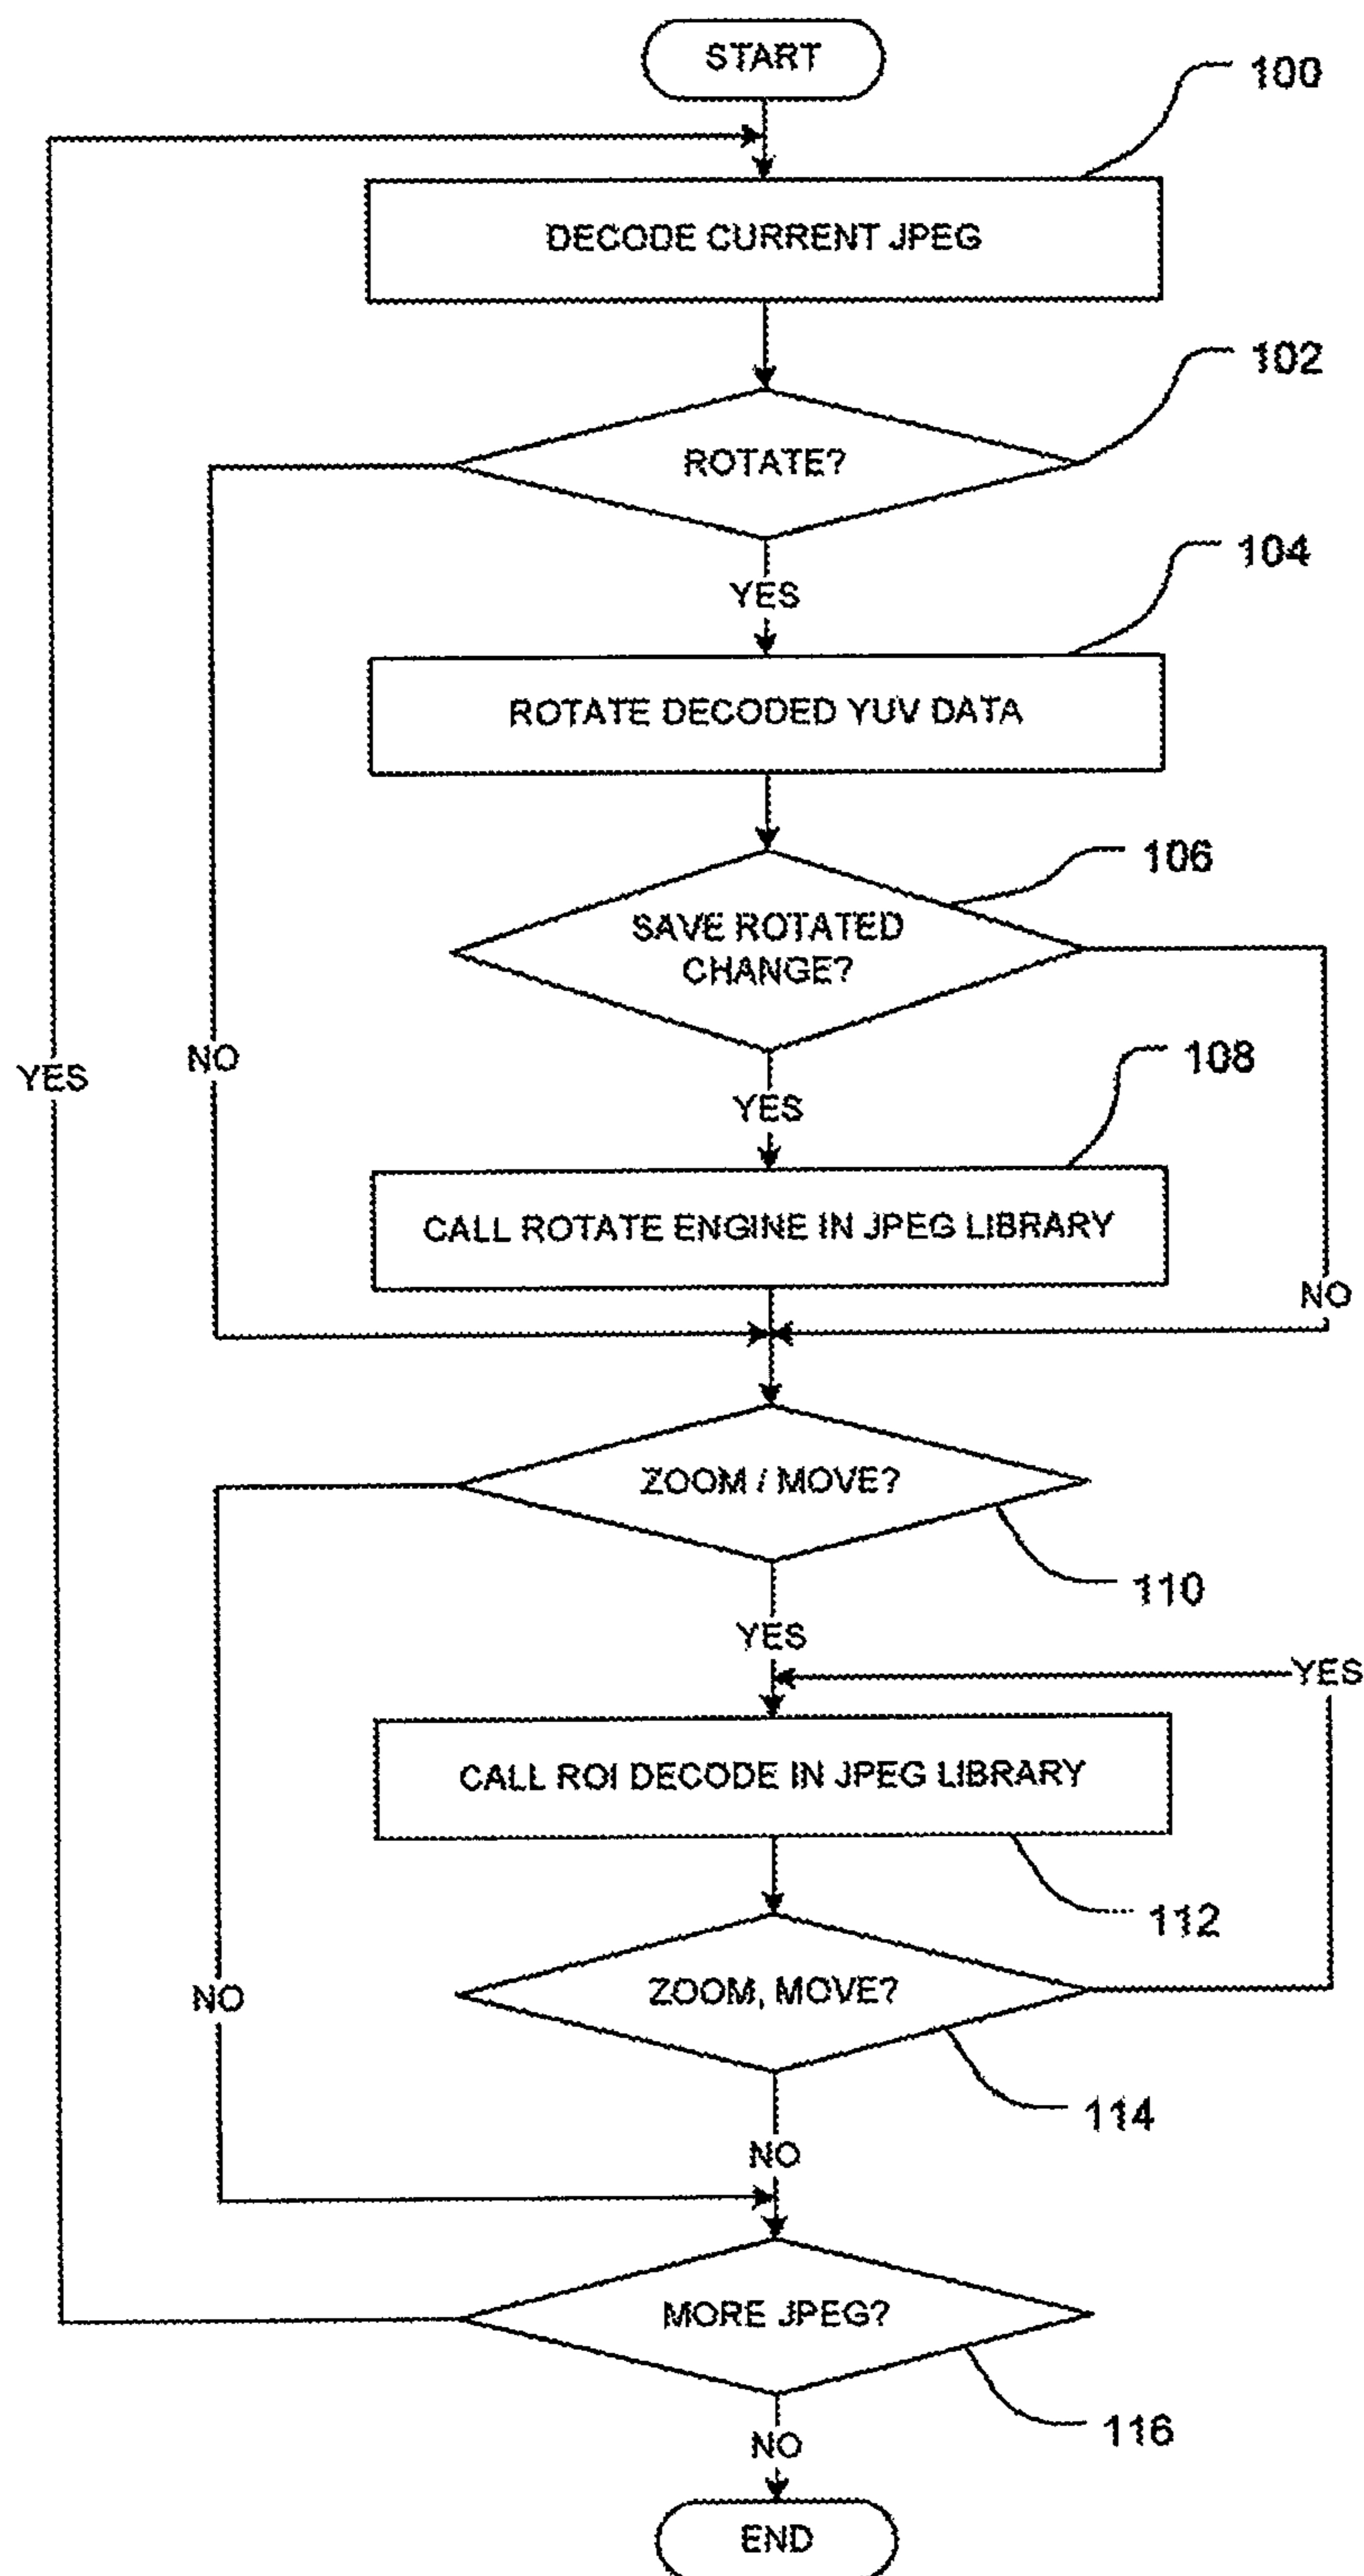 START
100
DECODE CURRENT JPEG
102
ROTATE?
104
YES
ROTATE DECODED YUV DATA
106
SAVE ROTATED
CHANGE?
108
NO
YES
YES
CALL ROTATE ENGINE IN JPEG LIBRARY
NO
ZOOM / MOVE?
110
YES
YES
CALL ROI DECODE IN JPEG LIBRARY
112
ZOOM, MOVE?
NO
114
NO
MORE JPEG?
116
NO
END